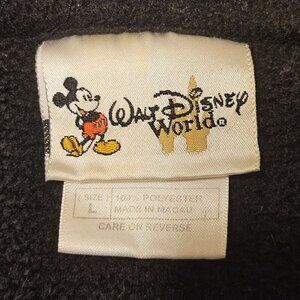 Walt Disney
World®
SIZE
L
100% POLYESTER
MADE IN MACAU
CARE ON REVERSE